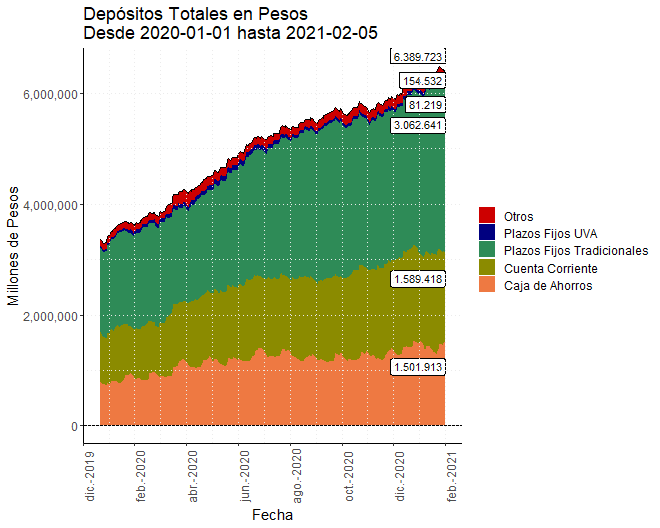 Depósitos Totales en Pesos
Desde 2020-01-01 hasta 2021-02-05
6.389.723
154.532
81.219
3.062.641
1.589.418
1.501.913
6,000,000
4,000,000
2,000,000
0
Millones de Pesos
dic.-2019
feb.-2020
abr.-2020
jun.-2020
ago.-2020
oct.-2020
dic.-2020
feb.-2021
Fecha
Otros
Plazos Fijos UVA
Plazos Fijos Tradicionales
Cuenta Corriente
Caja de Ahorros